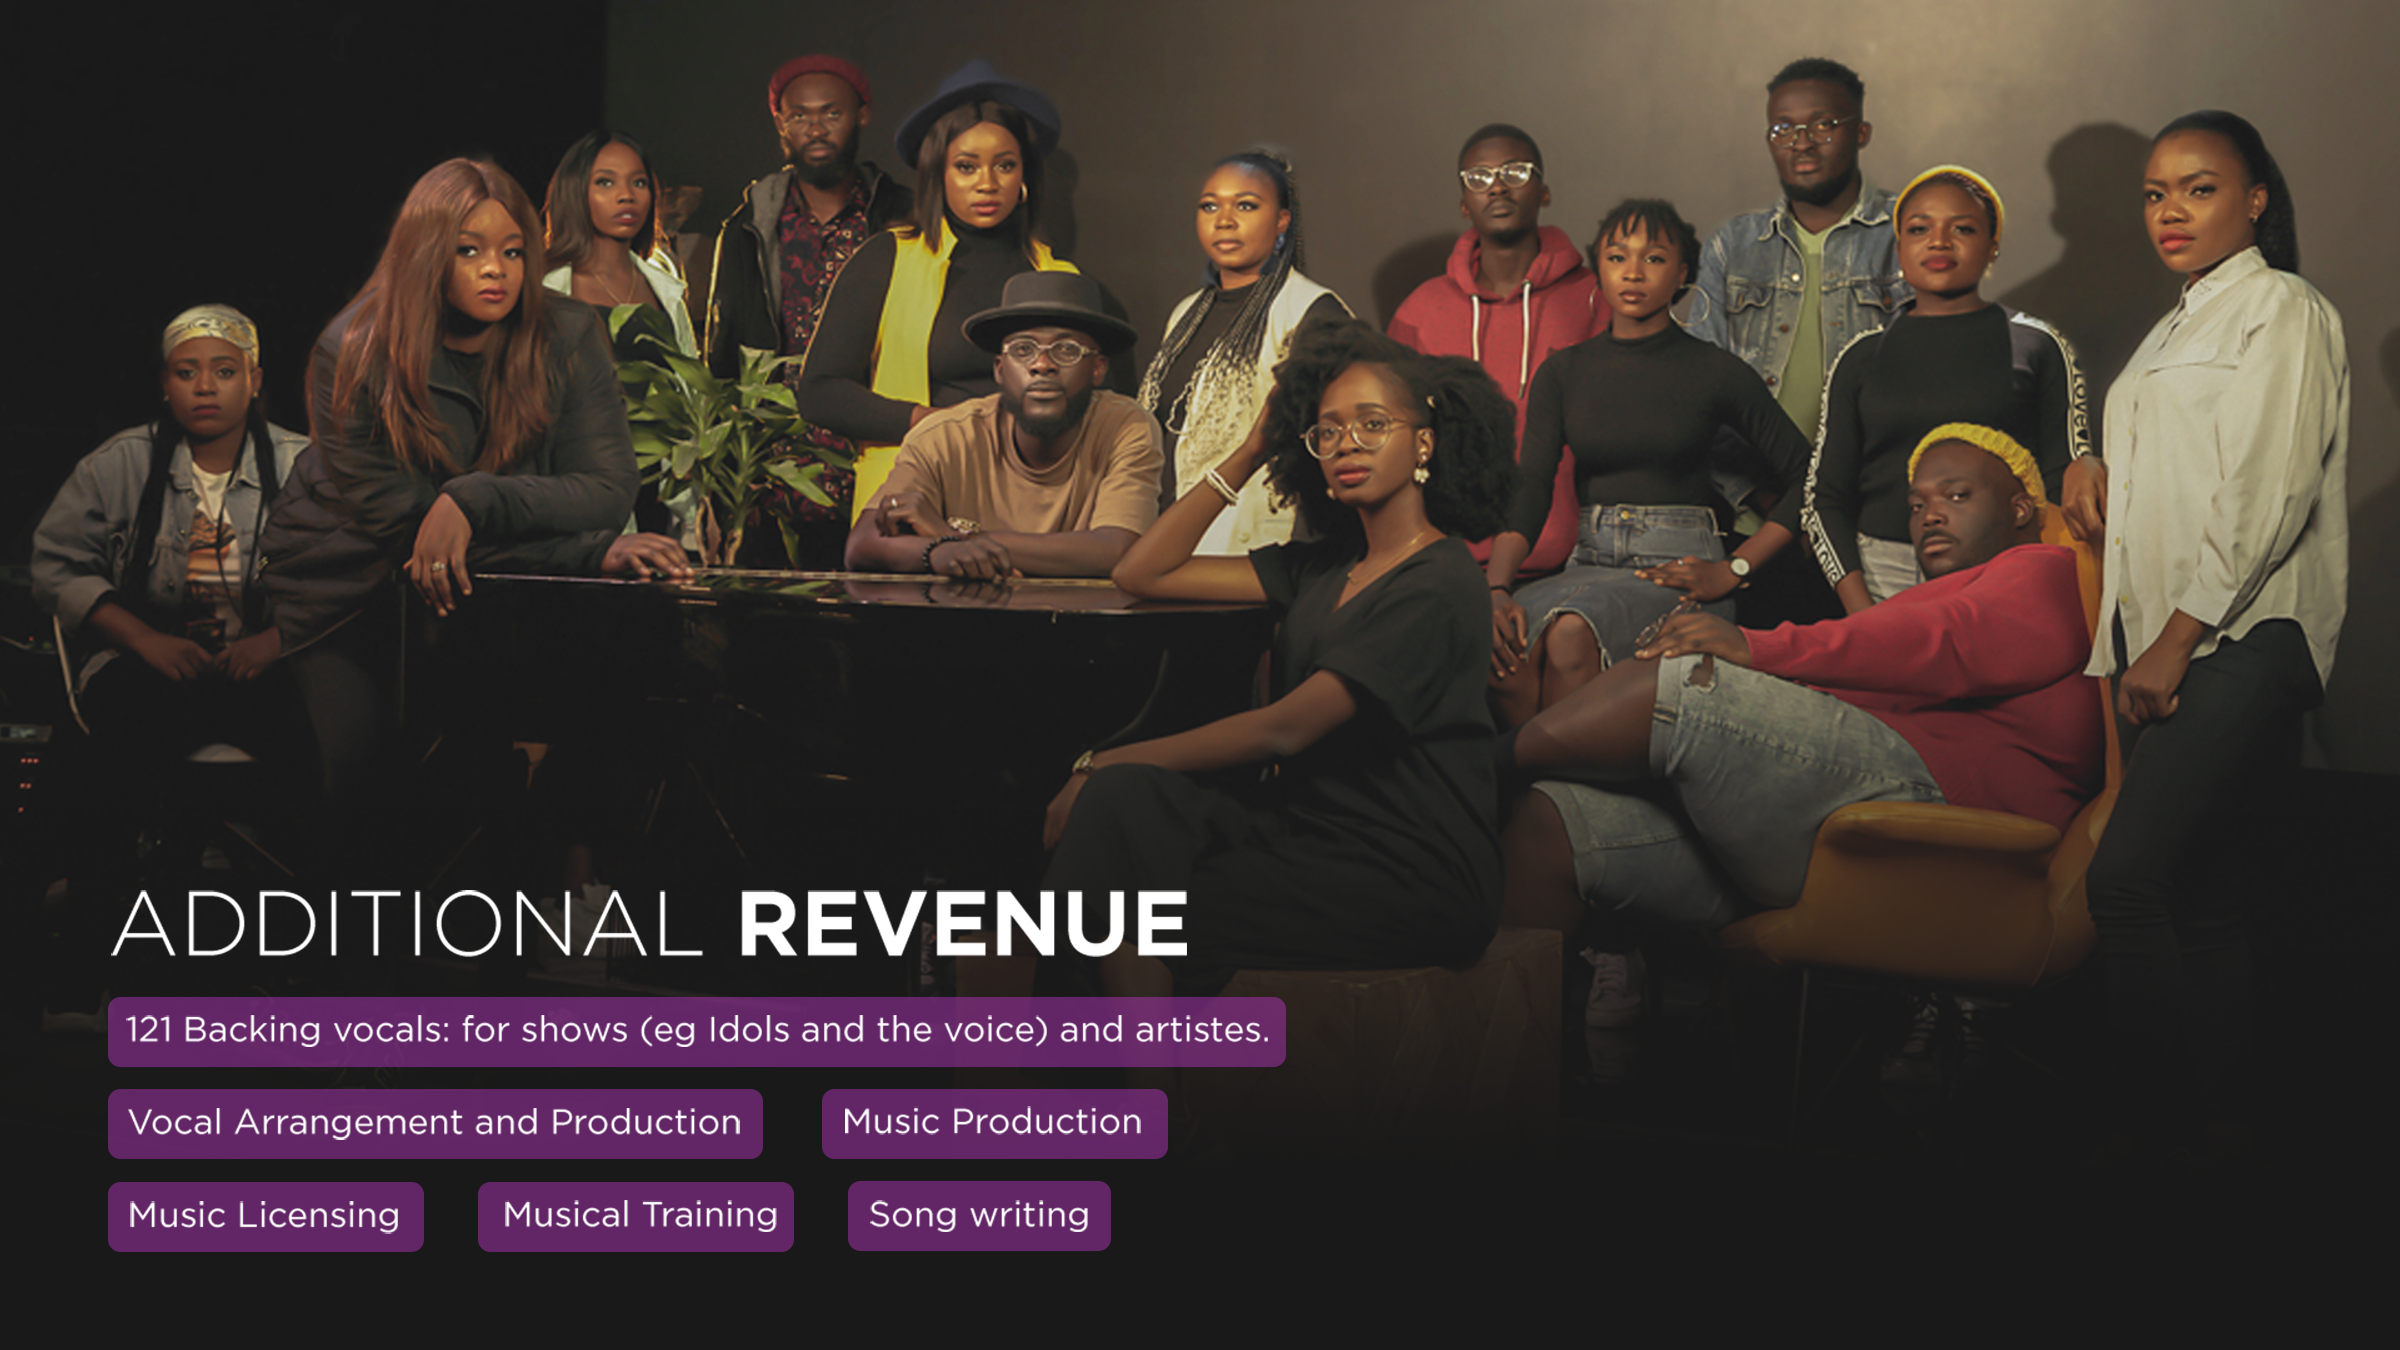 ADDITIONAL REVENUE
121 Backing vocals: for shows (eg Idols and the voice) and artistes.
Vocal Arrangement and Production
Music Production
Music Licensing
Musical Training
Song writing